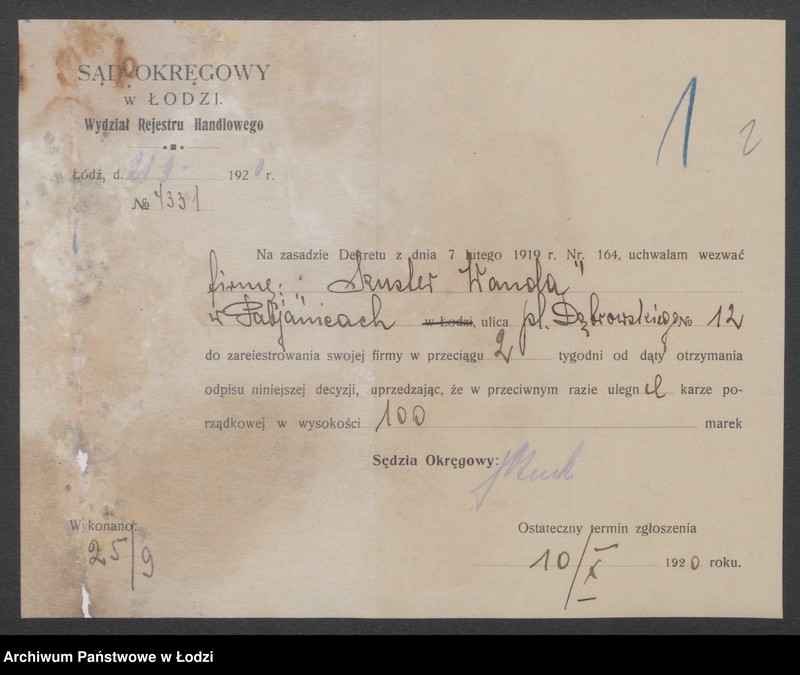 SĄD OKRĘGOWY
w ŁODZI.
Wydział Rejestru Handlowego
1
2
Łódź, d. 1920 r.
№ 4331
Na zasadzie Dekretu z dnia 7 lutego 1919 r. Nr. 164, uchwalam wezwać
firmę: „Szuster Wanda"
w Pabjanicach w Łodzi, ulica pl. Dąbrowskiego № 12
do zareiestrowania swojej firmy w przeciągu 2 tygodni od daty otrzymania
odpisu niniejszej decyzji, uprzedzając, że w przeciwnym razie ulegnie karze po-
rządkowej w wysokości 100 marek
Sędzia Okręgowy:
Wykonano:
25/9
Ostateczny termin zgłoszenia
10/X 1920 roku.
Archiwum Państwowe w Łodzi